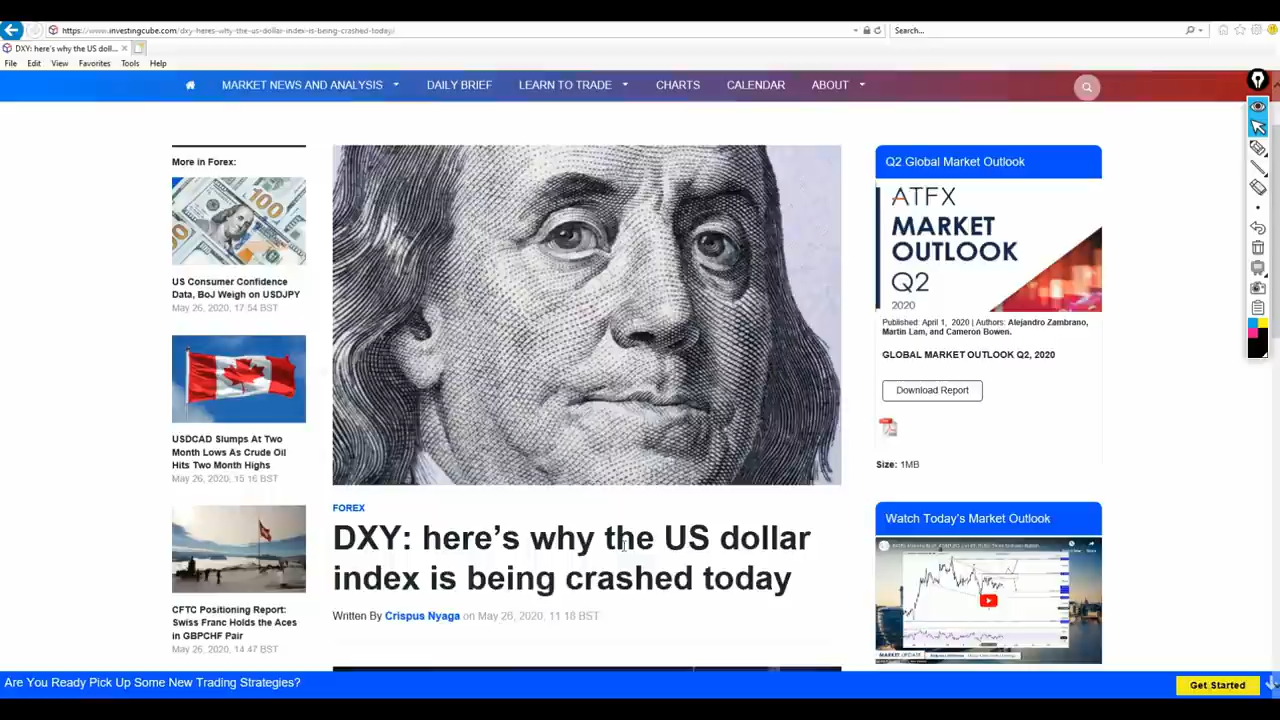 https://www.investingcube.com/dxy-heres-why-the-us-dollar-index-is-being-crashed-today/
Search...
DXY: here's why the US doll...
File Edit View Favorites Tools Help
MARKET NEWS AND ANALYSIS DAILY BRIEF LEARN TO TRADE CHARTS CALENDAR ABOUT
More in Forex:
US Consumer Confidence
Data, BoJ Weigh on USDJPY
May 26, 2020, 17:54 BST
USDCAD Slumps At Two
Month Lows As Crude Oil
Hits Two Month Highs
May 26, 2020, 15:16 BST
CFTC Positioning Report:
Swiss Franc Holds the Aces
in GBPCHF Pair
May 26, 2020, 14:47 BST
FOREX
DXY: here's why the US dollar
index is being crashed today
Written By Crispus Nyaga on May 26, 2020, 11:18 BST
Q2 Global Market Outlook
ATFX
MARKET
OUTLOOK
Q2
2020
Published: April 1, 2020 | Authors: Alejandro Zambrano,
Martin Lam, and Cameron Bowen.
GLOBAL MARKET OUTLOOK Q2, 2020
Download Report
Size: 1MB
Watch Today's Market Outlook
MARKET UPDATE
Are You Ready Pick Up Some New Trading Strategies?
Get Started